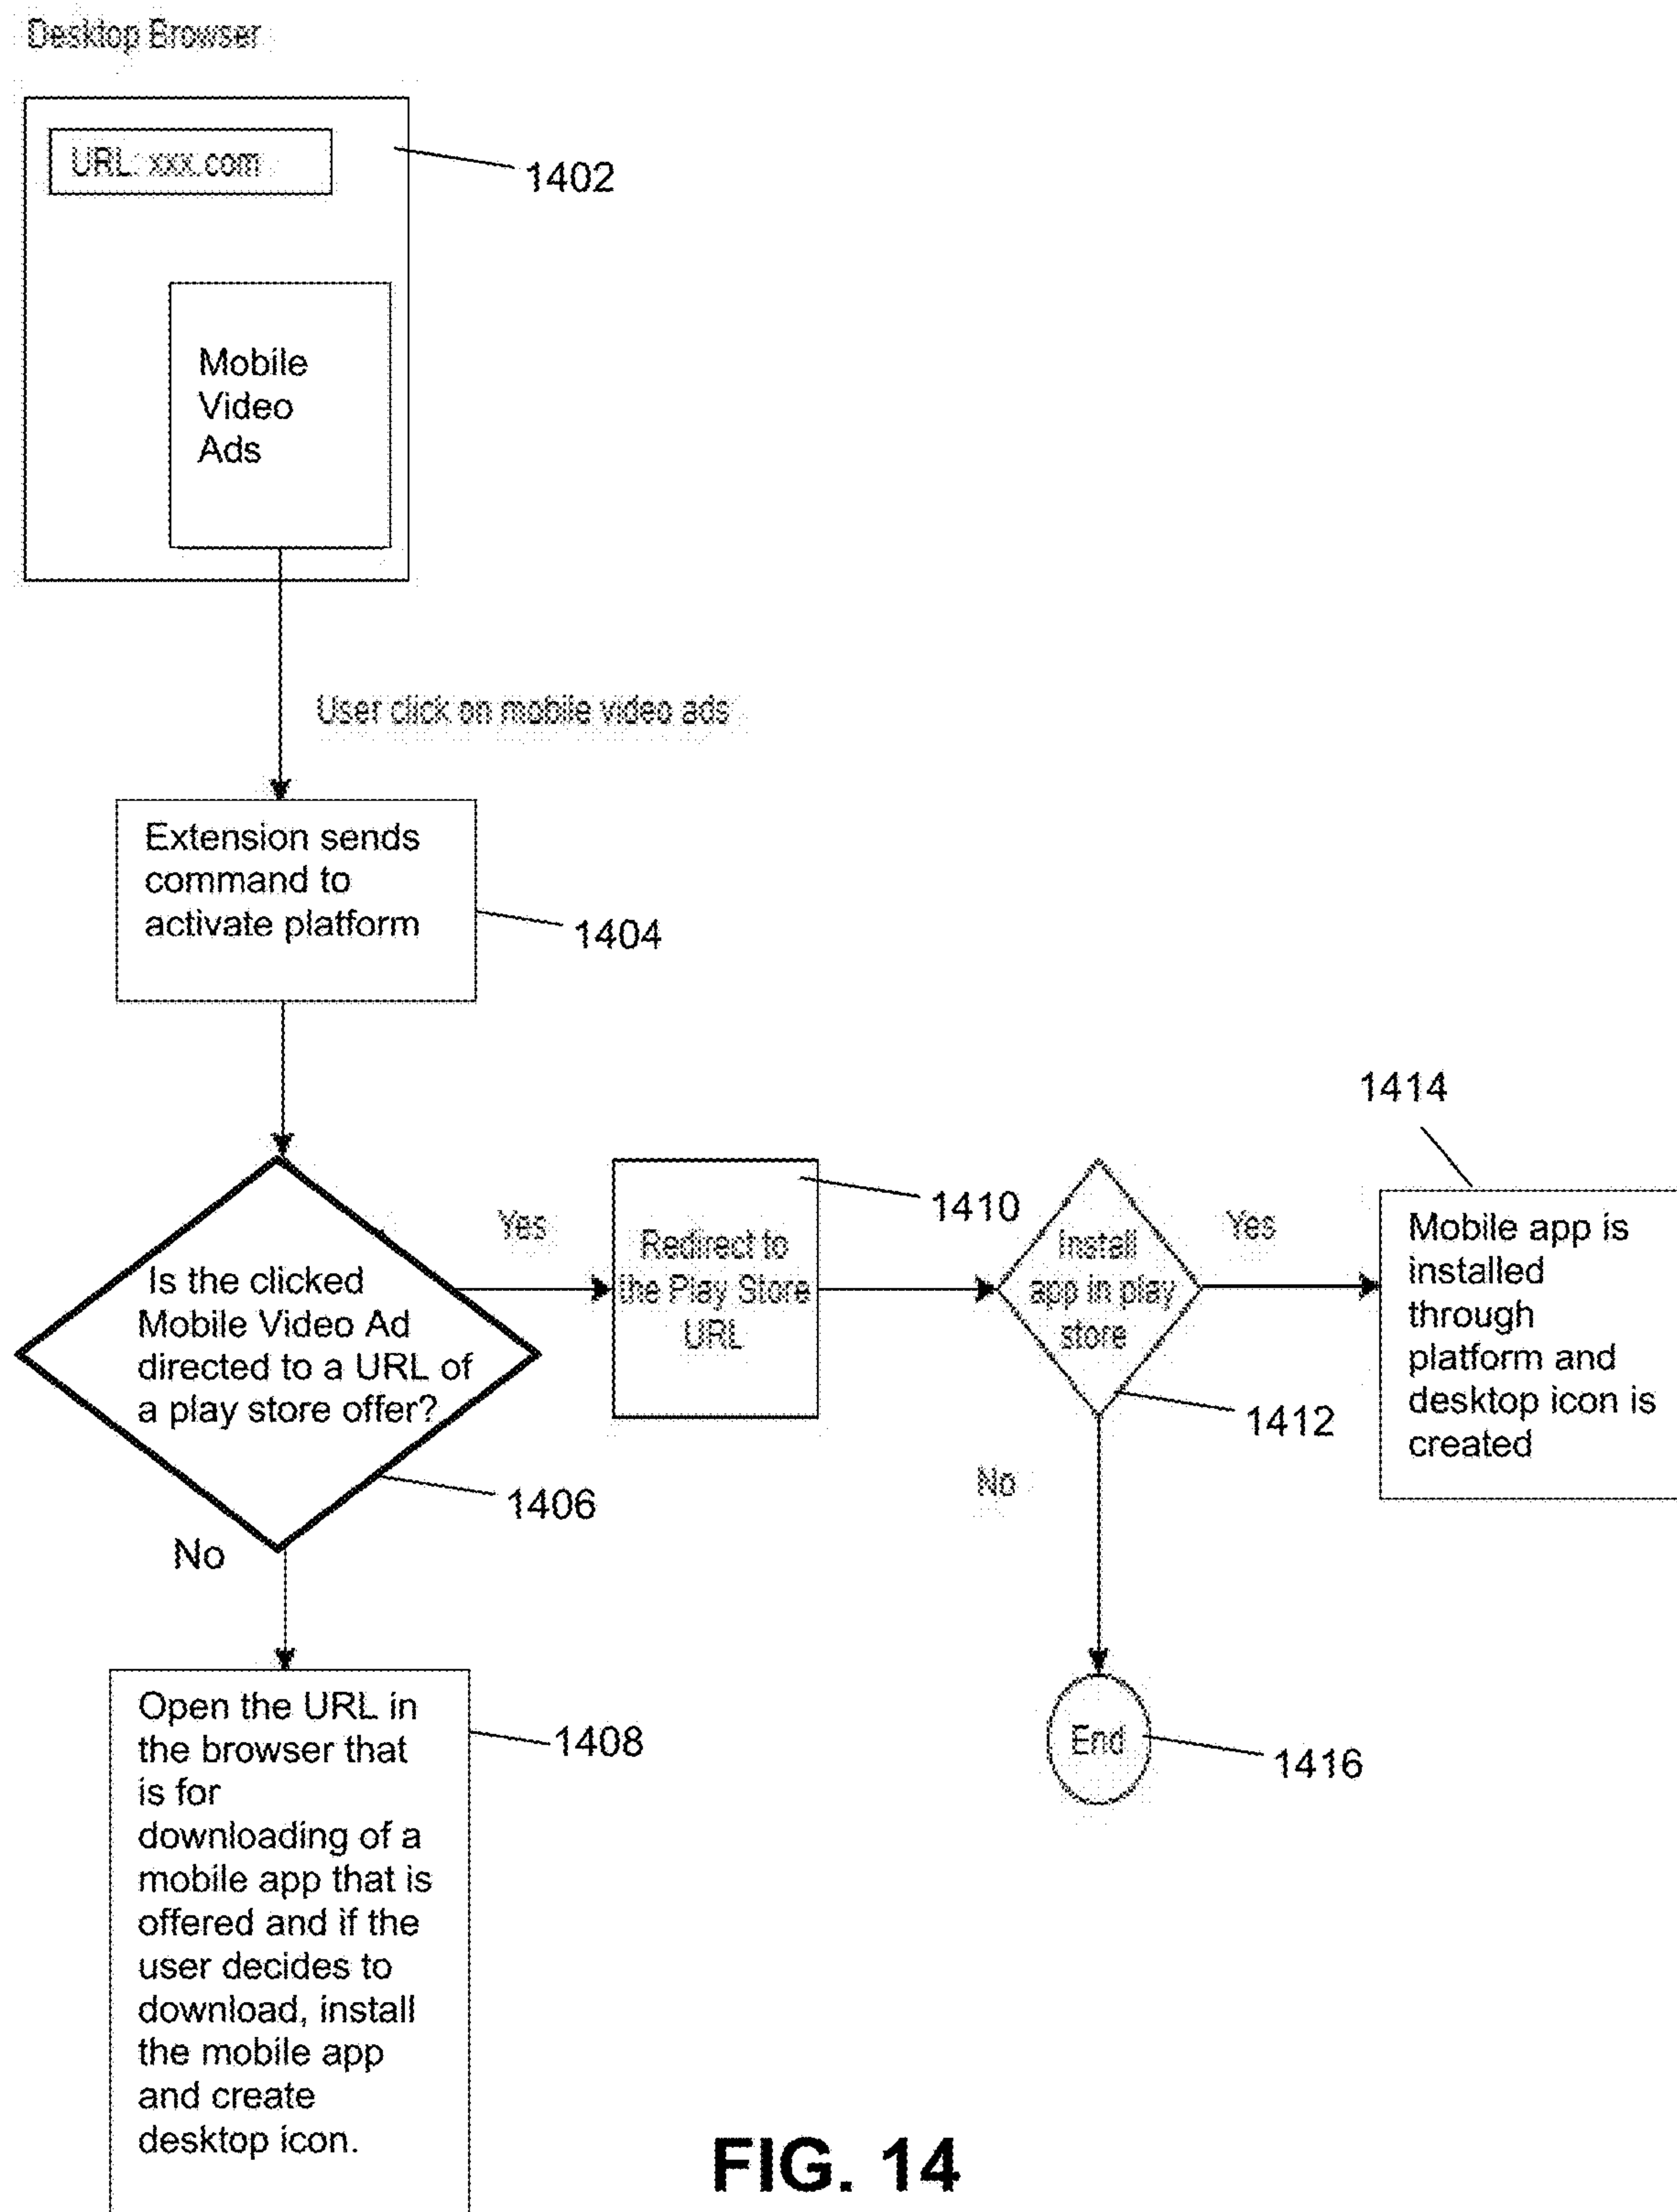 Desktop Browser
URL: xxx.com
1402
Mobile
Video
Ads
User click on mobile video ads
Extension sends
command to
activate platform
1404
Is the clicked
Mobile Video Ad
directed to a URL of
a play store offer?
1406
Yes
Redirect to
the Play Store
URL
1410
Install
app in play
store
1412
Yes
1414
Mobile app is
installed
through
platform and
desktop icon is
created
No
End
1416
No
Open the URL in
the browser that
is for
downloading of a
mobile app that is
offered and if the
user decides to
download, install
the mobile app
and create
desktop icon.
1408
FIG. 14